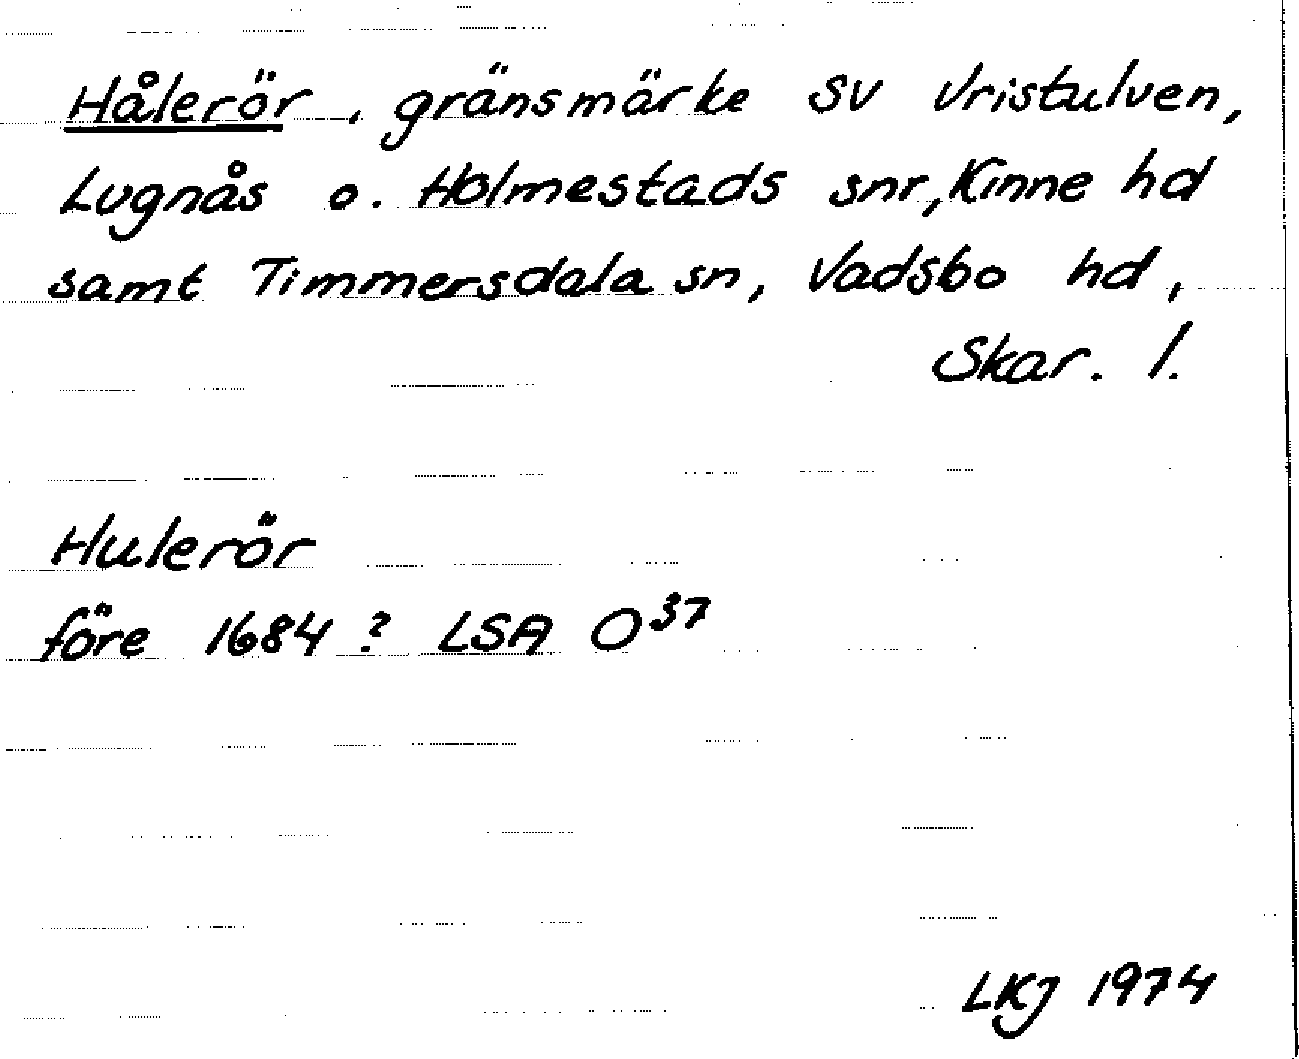 Hålerör, gränsmärke SV Vristulven,
Lugnås o. Holmestads snr, Kinne hd
samt Timmersdala sn, Vadsbo hd,
Skar. l.
Hulerör
före 1684? LSA O³⁷
LKJ 1974